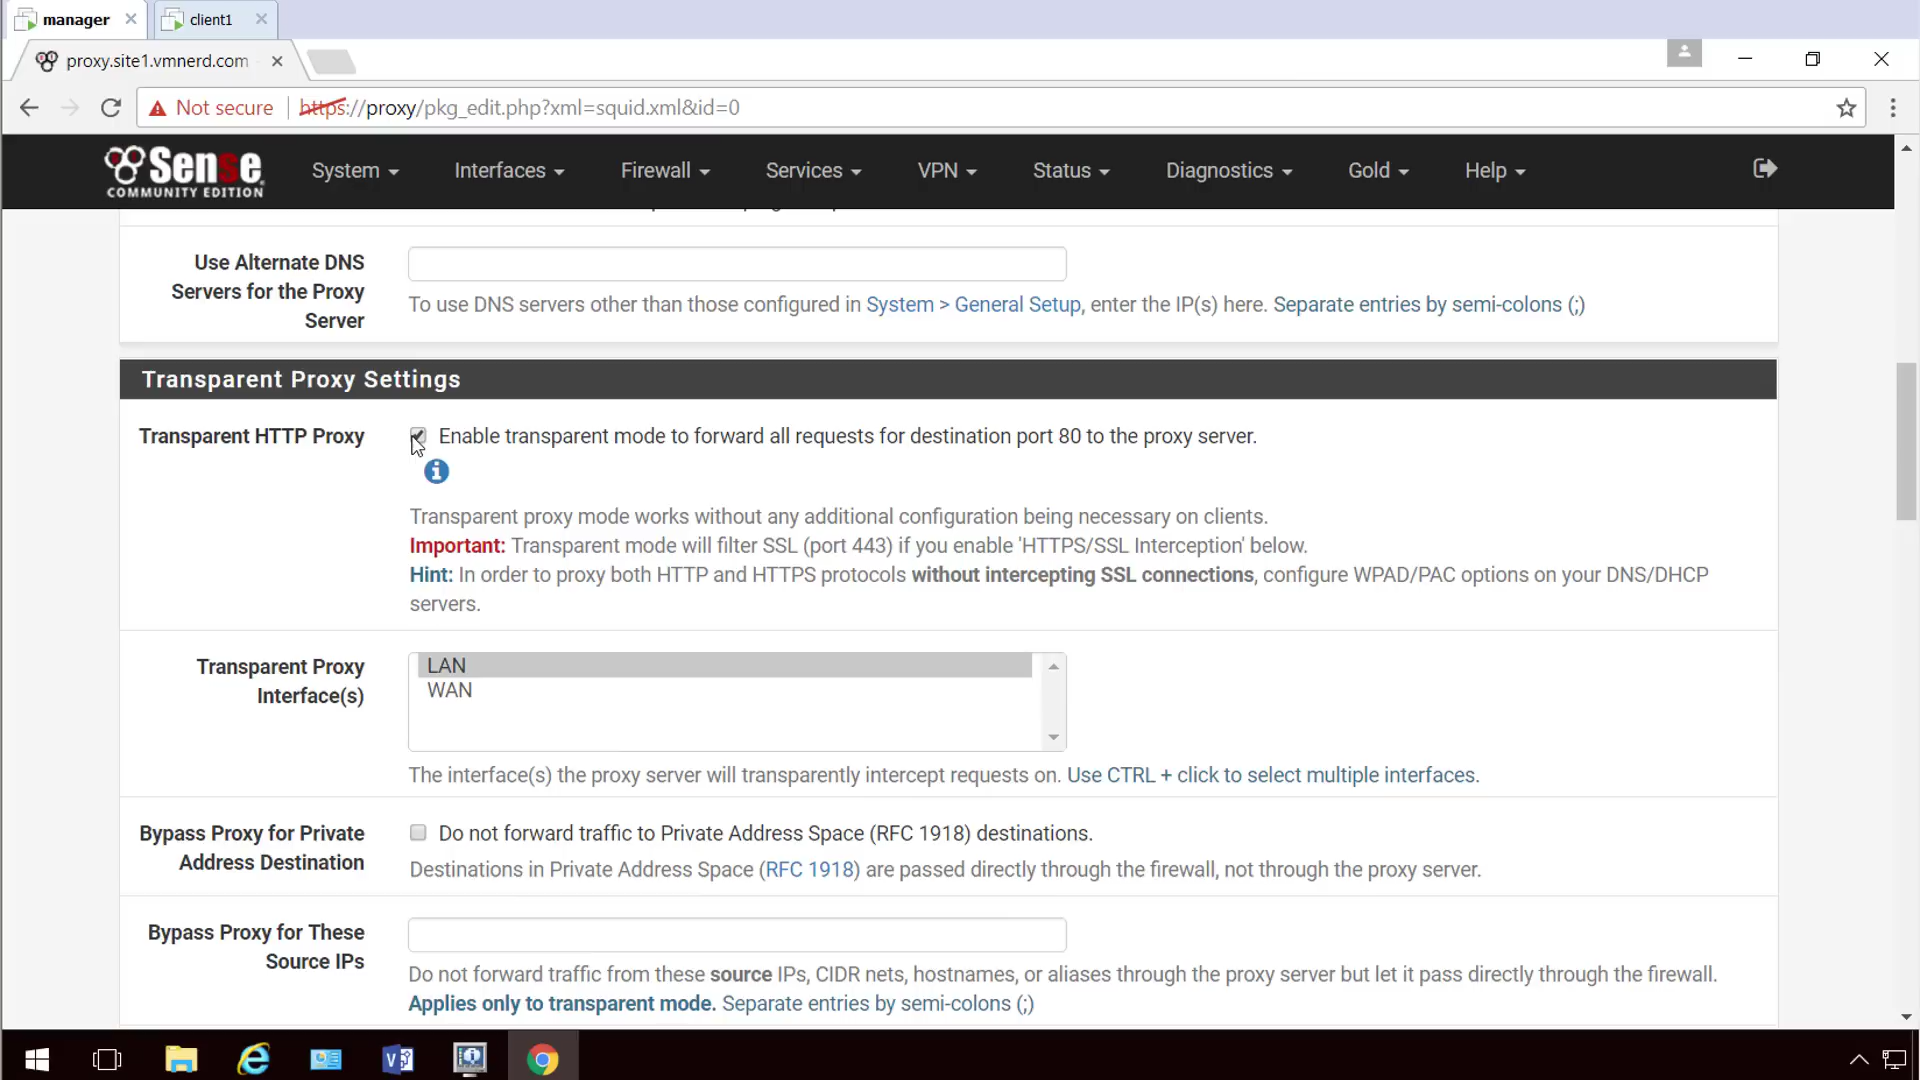 manager
client1
proxy.site1.vmnerd.com
Not secure https://proxy/pkg_edit.php?xml=squid.xml&id=0
Sense
COMMUNITY EDITION
System
Interfaces
Firewall
Services
VPN
Status
Diagnostics
Gold
Help
Use Alternate DNS
Servers for the Proxy
Server
To use DNS servers other than those configured in System > General Setup, enter the IP(s) here. Separate entries by semi-colons (;)
Transparent Proxy Settings
Transparent HTTP Proxy
Enable transparent mode to forward all requests for destination port 80 to the proxy server.
Transparent proxy mode works without any additional configuration being necessary on clients.
Important: Transparent mode will filter SSL (port 443) if you enable 'HTTPS/SSL Interception' below.
Hint: In order to proxy both HTTP and HTTPS protocols without intercepting SSL connections, configure WPAD/PAC options on your DNS/DHCP
servers.
Transparent Proxy
Interface(s)
LAN
WAN
The interface(s) the proxy server will transparently intercept requests on. Use CTRL + click to select multiple interfaces.
Bypass Proxy for Private
Address Destination
Do not forward traffic to Private Address Space (RFC 1918) destinations.
Destinations in Private Address Space (RFC 1918) are passed directly through the firewall, not through the proxy server.
Bypass Proxy for These
Source IPs
Do not forward traffic from these source IPs, CIDR nets, hostnames, or aliases through the proxy server but let it pass directly through the firewall.
Applies only to transparent mode. Separate entries by semi-colons (;)